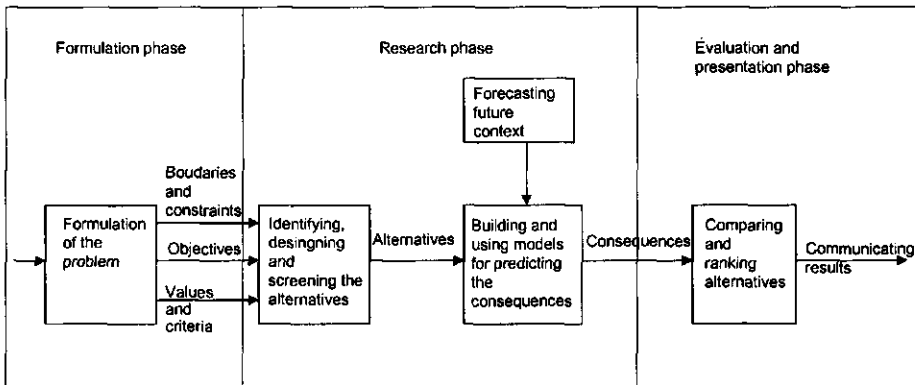 Formulation phase
Research phase
Evaluation and
presentation phase
Forecasting
future
context
Boudaries
and
constraints
Formulation
of the
problem
Objectives
Values
and
criteria
Identifying,
desingning
and
screening the
alternatives
Alternatives
Building and
using models
for predicting
the
consequences
Consequences
Comparing
and
ranking
alternatives
Communicating
results